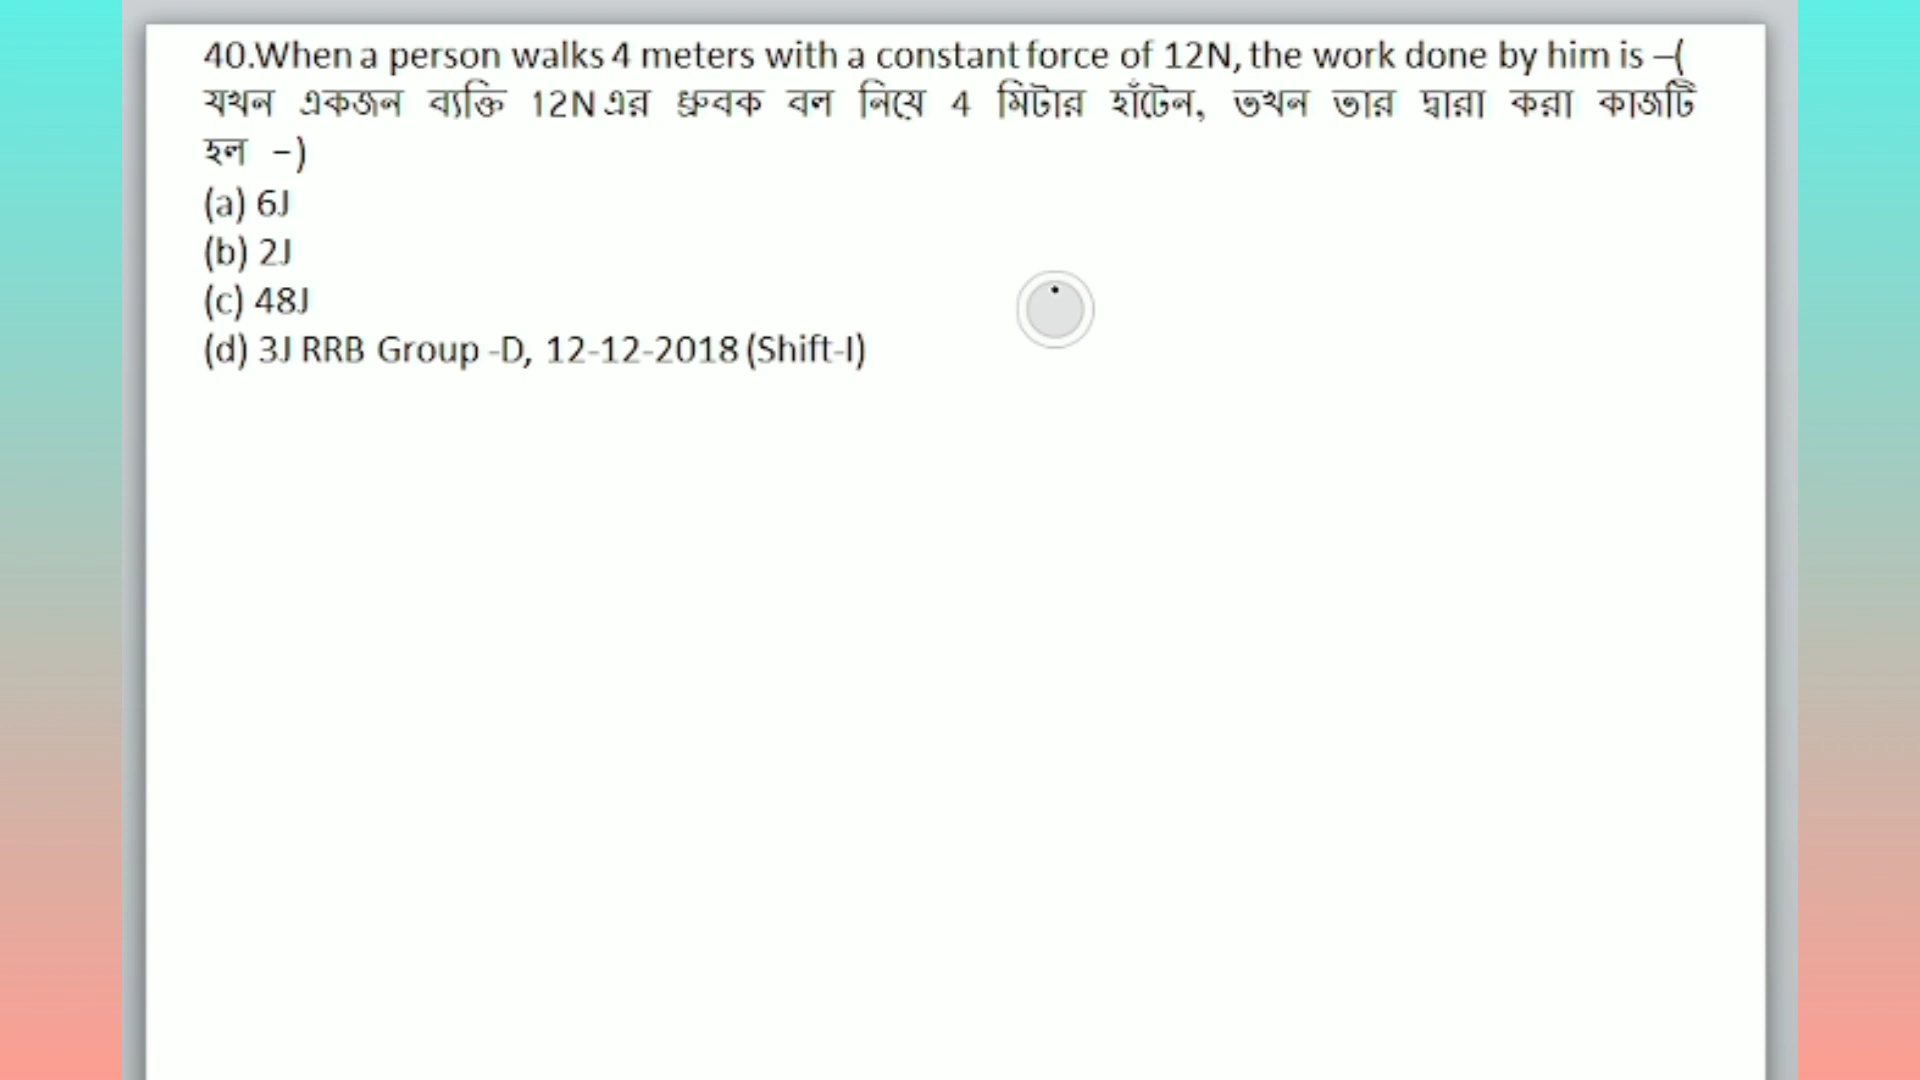 40.When a person walks 4 meters with a constant force of 12N, the work done by him is –(
যখন একজন ব্যক্তি 12N এর ধ্রুবক বল নিয়ে 4 মিটার হাঁটেন, তখন তার দ্বারা করা কাজটি
হল –)
(a) 6J
(b) 2J
(c) 48J
(d) 3J RRB Group -D, 12-12-2018 (Shift-I)